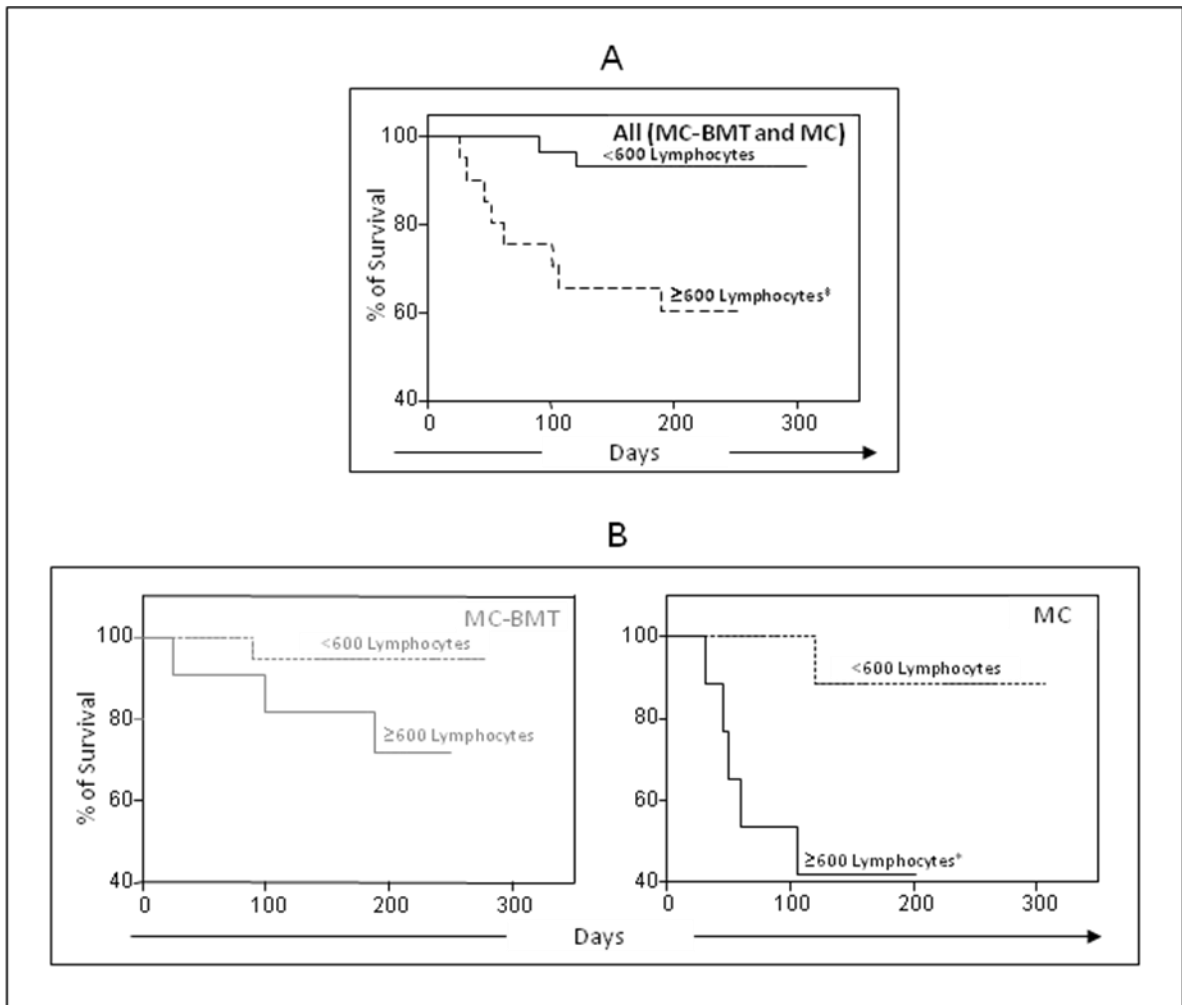 A
All (MC-BMT and MC)
<600 Lymphocytes
≥600 Lymphocytes*
% of Survival
100
80
60
40
0 100 200 300
Days
B
MC-BMT
<600 Lymphocytes
≥600 Lymphocytes
% of Survival
100
80
60
40
0 100 200 300
MC
<600 Lymphocytes
≥600 Lymphocytes*
100
80
60
40
0 100 200 300
Days